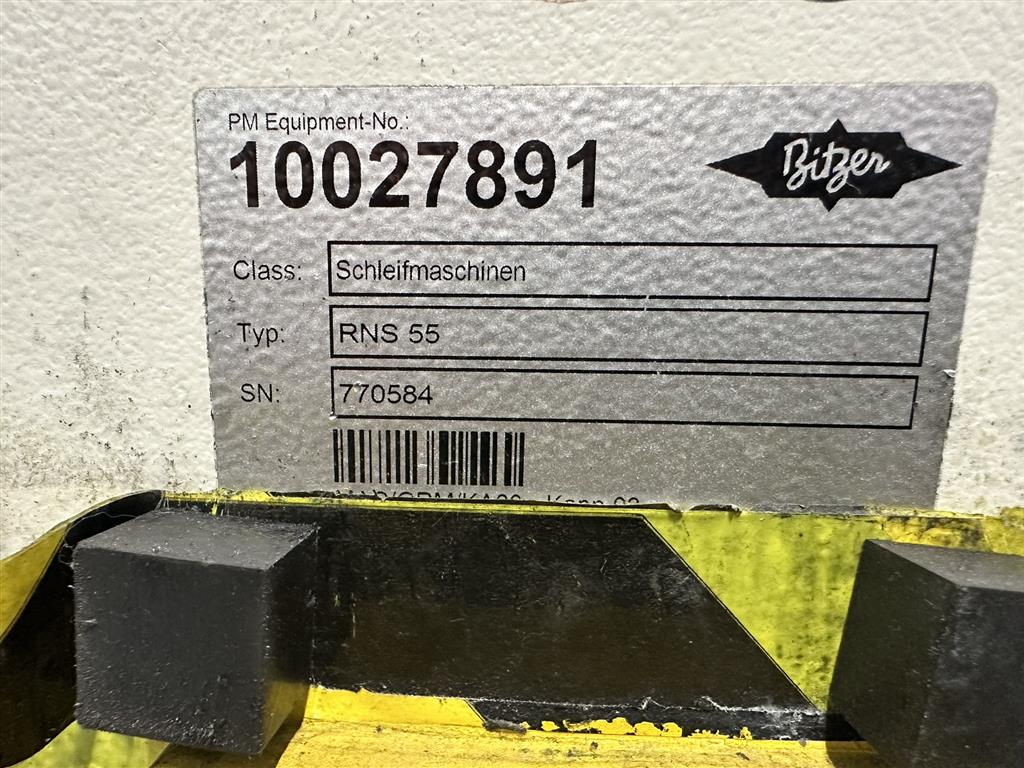 PM Equipment-No.:
10027891
Bitzer
Class: Schleifmaschinen
Typ: RNS 55
SN: 770584